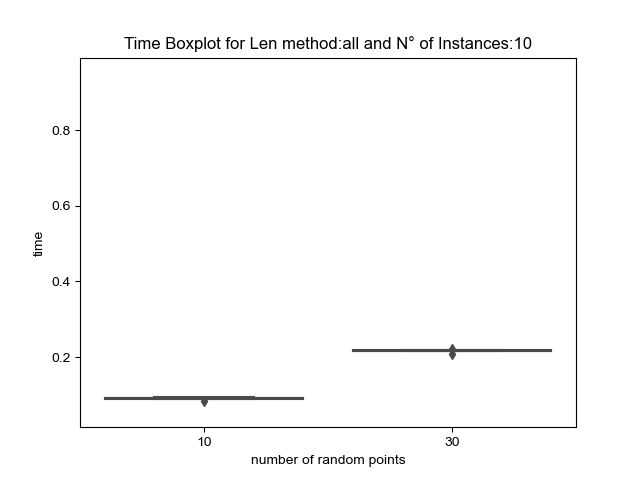 Time Boxplot for Len method:all and N° of Instances:10
0.8
0.6
time
0.4
0.2
10 30
number of random points